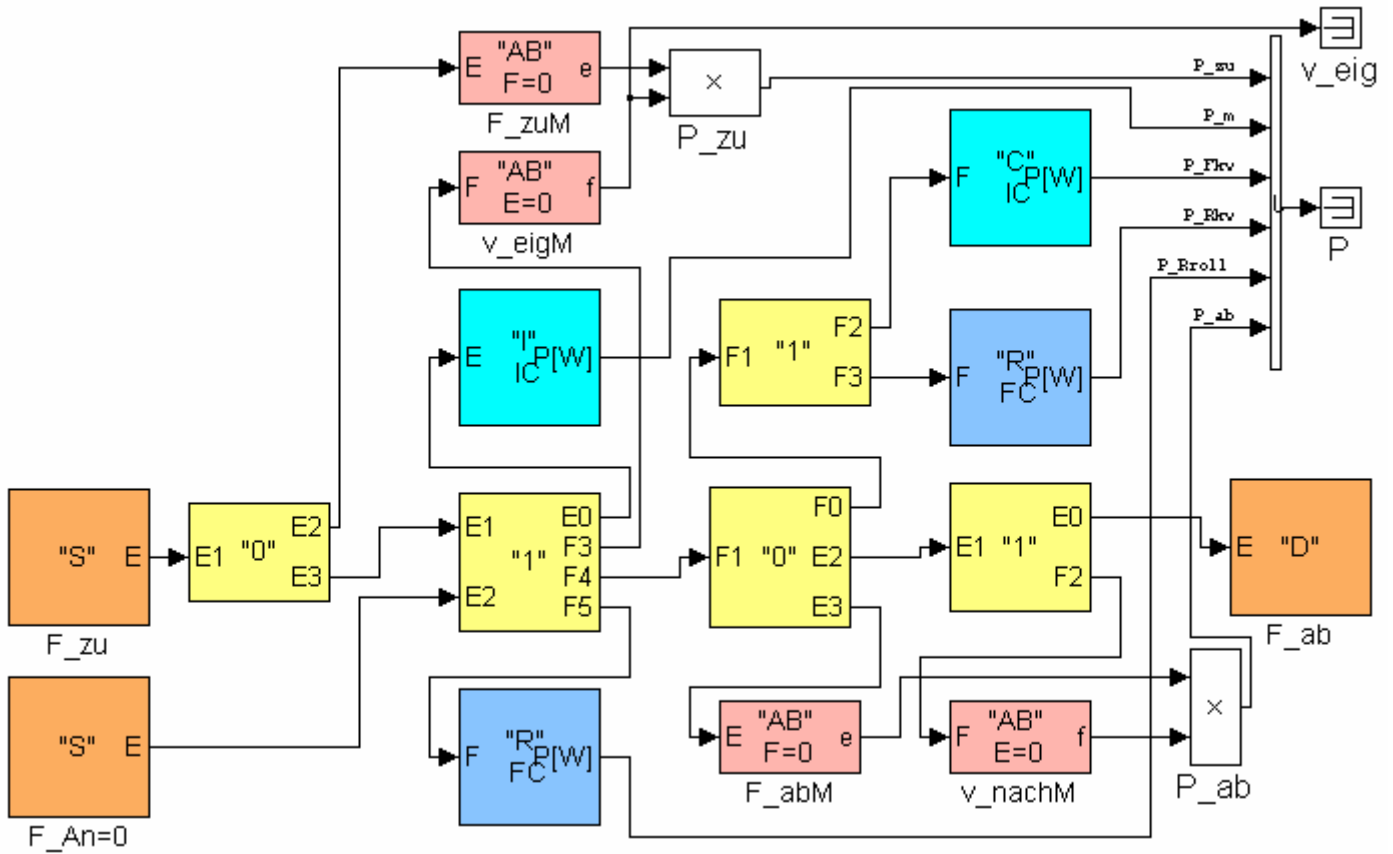 "AB"
E e
F=0
F_zuM
×
P_zu
v_eig
P_zu
P_m
P_Fkv
P_Rkv
P_Rroll
P_ab
P
"AB"
F f
E=0
v_eigM
"C"
F P[W]
IC
"I"
E P[W]
IC
F2
F1 "1"
F3
"R"
F P[W]
FC
"S" E
F_zu
E2
E1 "0"
E3
E1 E0
F3
"1"
F4
E2 F5
F0
F1 "0" E2
E3
E0
E1 "1"
F2
E "D"
F_ab
"S" E
F_An=0
"R"
F P[W]
FC
"AB"
E e
F=0
F_abM
"AB"
F f
E=0
v_nachM
×
P_ab